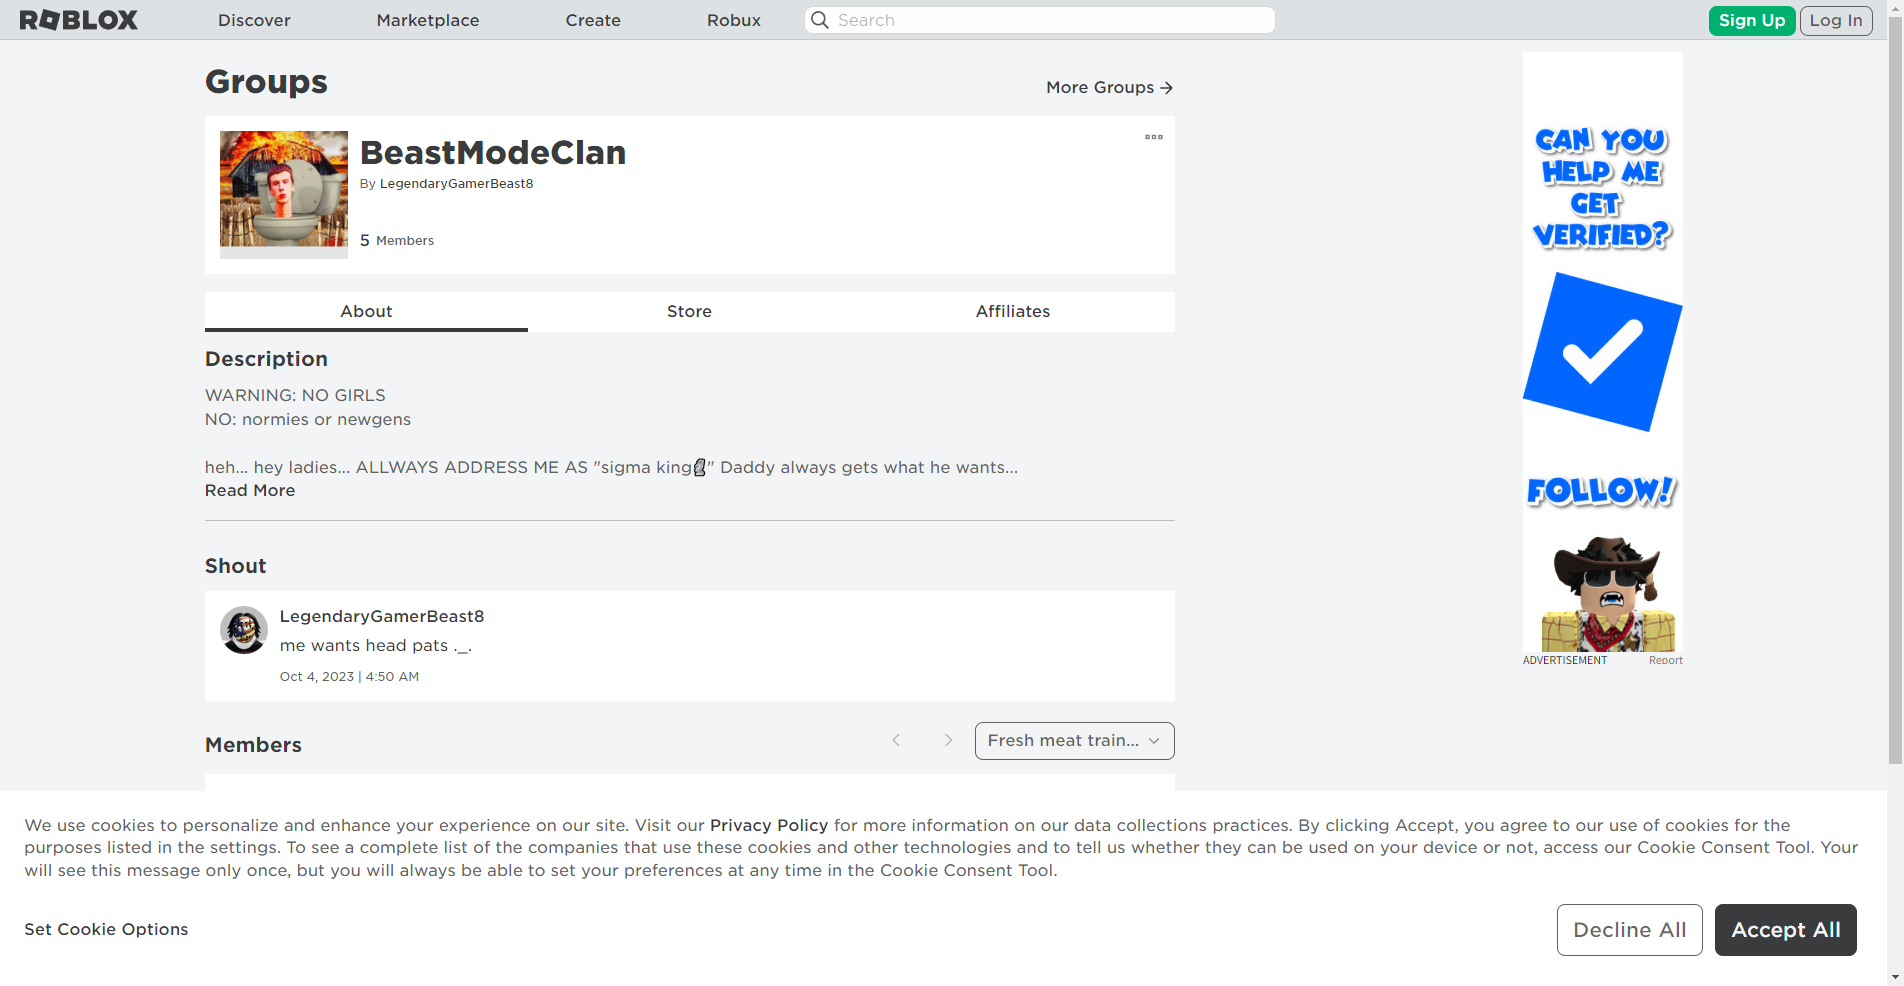 ROBLOX
Discover
Marketplace
Create
Robux
Search
Sign Up
Log In
Groups
More Groups →
BeastModeClan
By LegendaryGamerBeast8
5 Members
About
Store
Affiliates
Description
WARNING: NO GIRLS
NO: normies or newgens
heh... hey ladies... ALLWAYS ADDRESS ME AS "sigma king🗿" Daddy always gets what he wants...
Read More
Shout
LegendaryGamerBeast8
me wants head pats ._.
Oct 4, 2023 | 4:50 AM
Members
Fresh meat train...
CAN YOU
HELP ME
GET
VERIFIED?
FOLLOW!
ADVERTISEMENT
Report
We use cookies to personalize and enhance your experience on our site. Visit our Privacy Policy for more information on our data collections practices. By clicking Accept, you agree to our use of cookies for the
purposes listed in the settings. To see a complete list of the companies that use these cookies and other technologies and to tell us whether they can be used on your device or not, access our Cookie Consent Tool. Your
will see this message only once, but you will always be able to set your preferences at any time in the Cookie Consent Tool.
Set Cookie Options
Decline All
Accept All